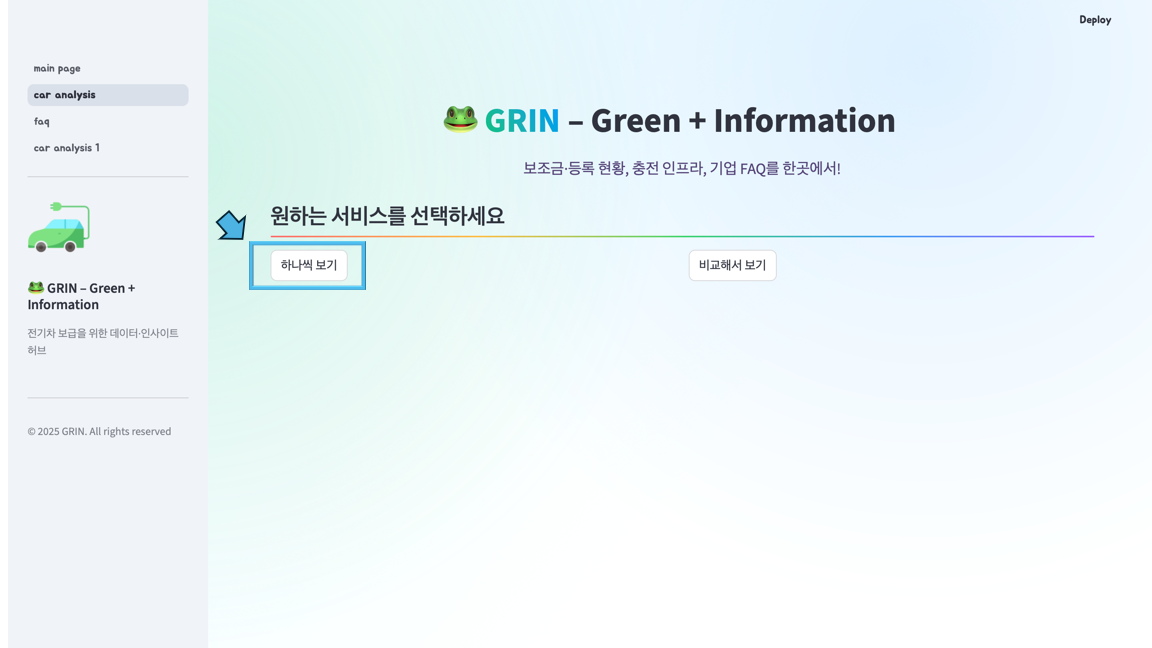 Deploy
main page
car analysis
faq
car analysis 1
GRIN – Green +
Information
전기차 보급을 위한 데이터·인사이트
허브
© 2025 GRIN. All rights reserved
GRIN – Green + Information
보조금·등록 현황, 충전 인프라, 기업 FAQ를 한곳에서!
원하는 서비스를 선택하세요
하나씩 보기
비교해서 보기